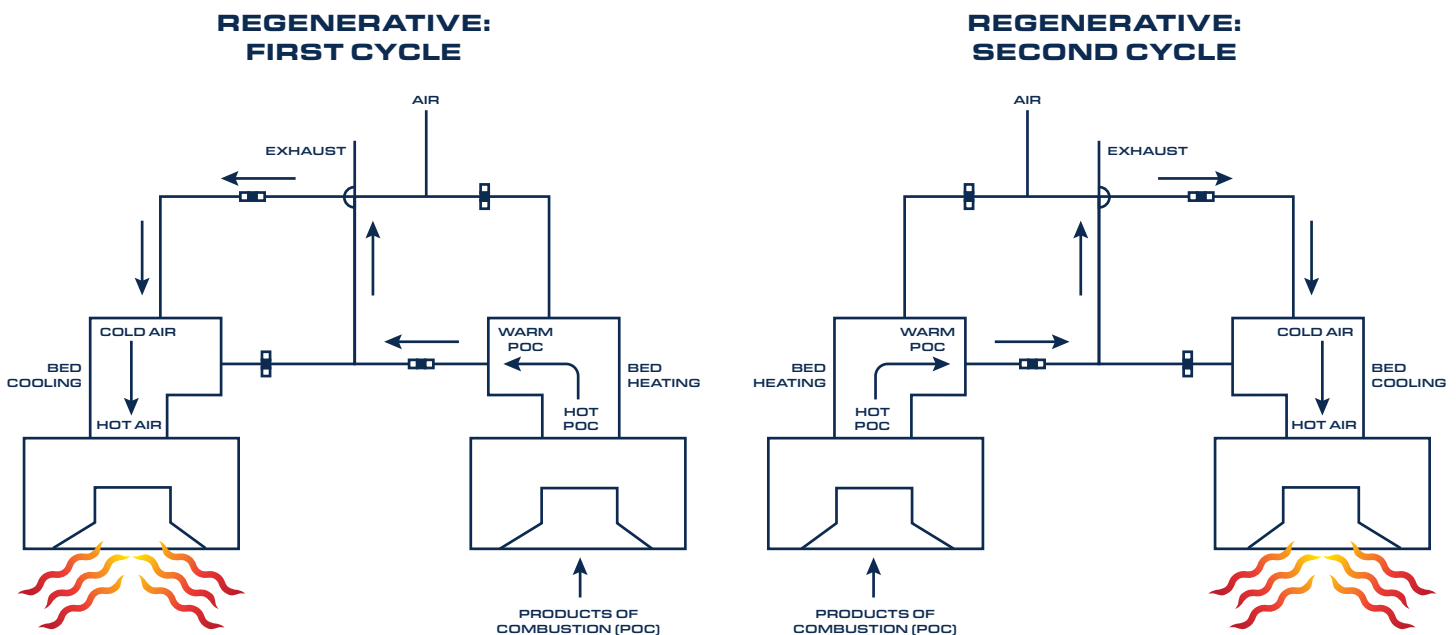 REGENERATIVE:
FIRST CYCLE
AIR
EXHAUST
COLD AIR
WARM
POC
BED
COOLING
BED
HEATING
HOT AIR
HOT
POC
PRODUCTS OF
COMBUSTION (POC)
REGENERATIVE:
SECOND CYCLE
AIR
EXHAUST
WARM
POC
COLD AIR
BED
HEATING
BED
COOLING
HOT
POC
HOT AIR
PRODUCTS OF
COMBUSTION (POC)